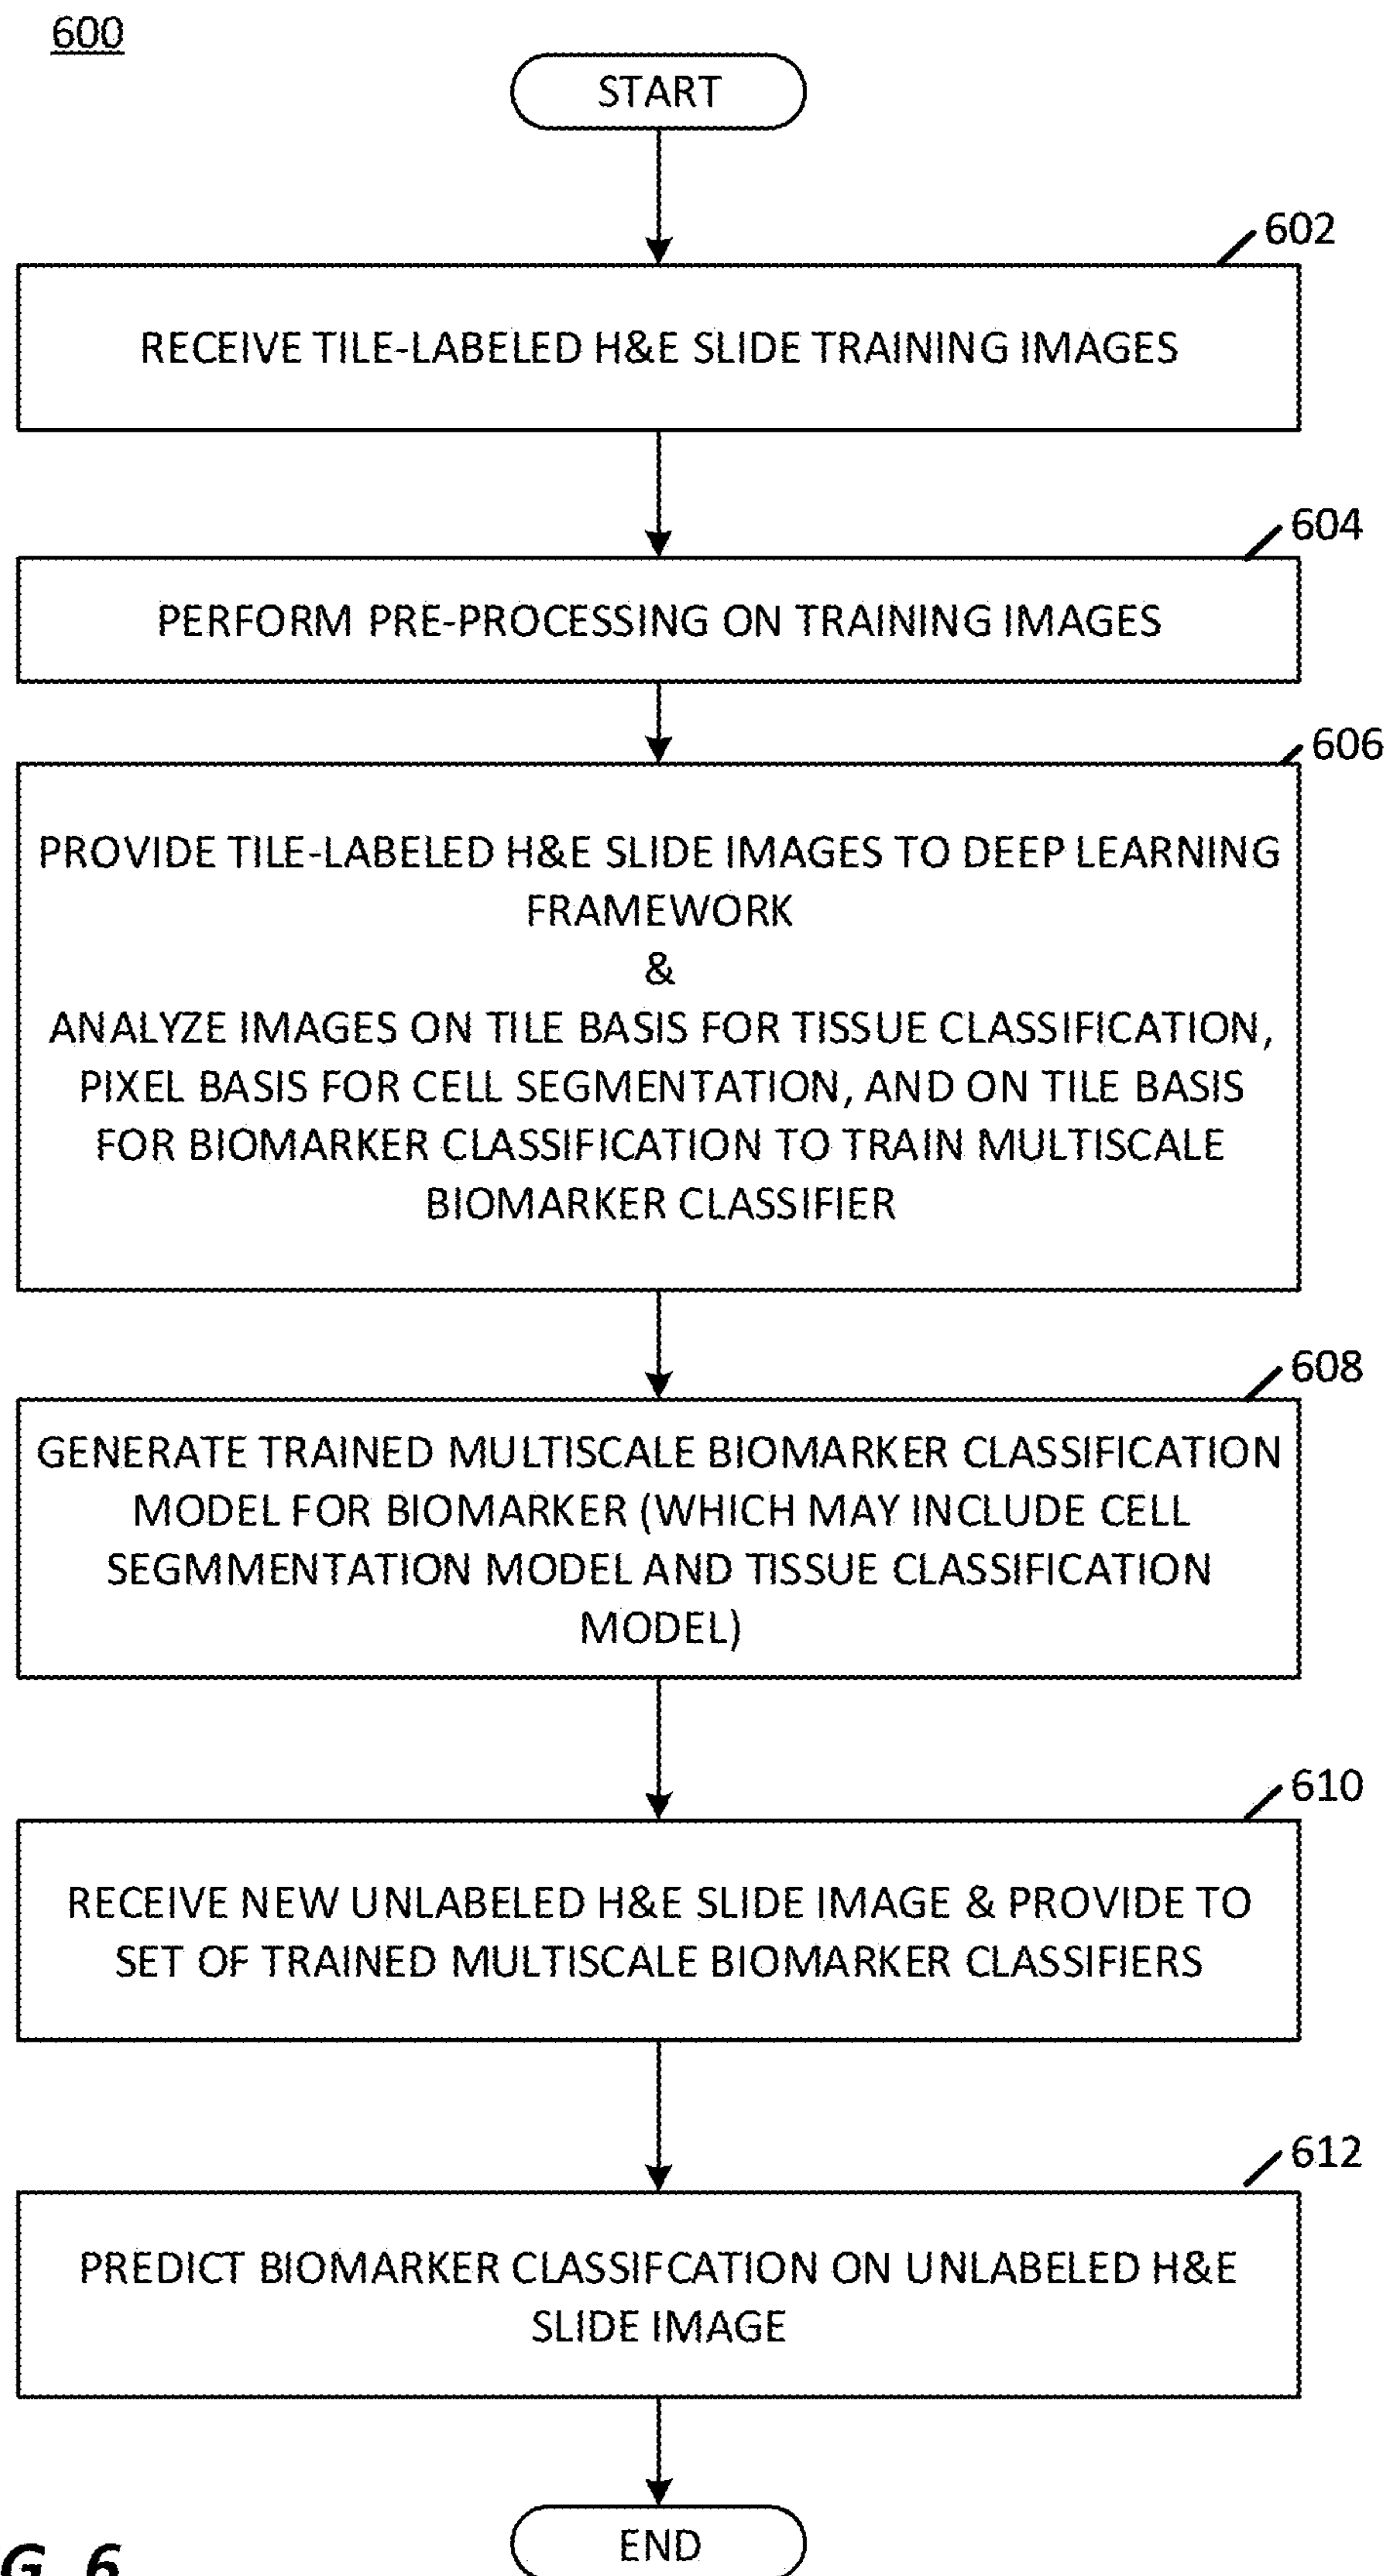 600
START
602
RECEIVE TILE-LABELED H&E SLIDE TRAINING IMAGES
604
PERFORM PRE-PROCESSING ON TRAINING IMAGES
606
PROVIDE TILE-LABELED H&E SLIDE IMAGES TO DEEP LEARNING
FRAMEWORK
&
ANALYZE IMAGES ON TILE BASIS FOR TISSUE CLASSIFICATION,
PIXEL BASIS FOR CELL SEGMENTATION, AND ON TILE BASIS
FOR BIOMARKER CLASSIFICATION TO TRAIN MULTISCALE
BIOMARKER CLASSIFIER
608
GENERATE TRAINED MULTISCALE BIOMARKER CLASSIFICATION
MODEL FOR BIOMARKER (WHICH MAY INCLUDE CELL
SEGMMENTATION MODEL AND TISSUE CLASSIFICATION
MODEL)
610
RECEIVE NEW UNLABELED H&E SLIDE IMAGE & PROVIDE TO
SET OF TRAINED MULTISCALE BIOMARKER CLASSIFIERS
612
PREDICT BIOMARKER CLASSIFCATION ON UNLABELED H&E
SLIDE IMAGE
END
G. 6